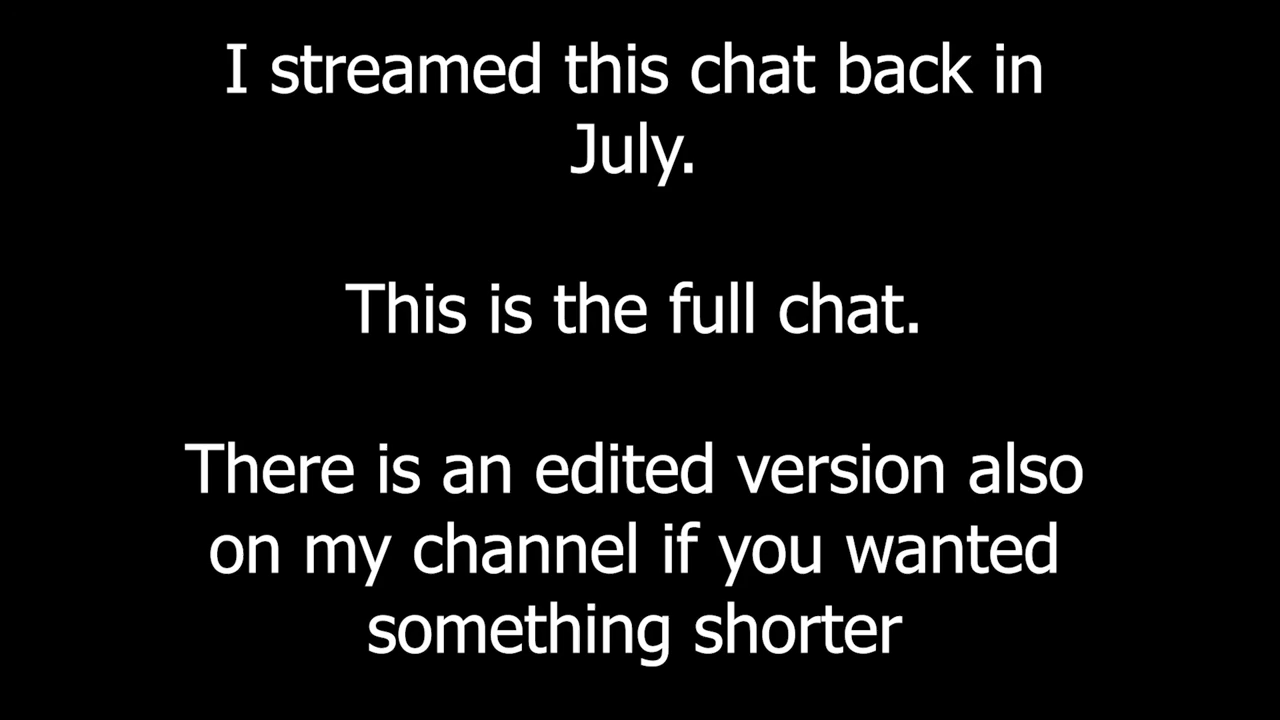 I streamed this chat back in
July.
This is the full chat.
There is an edited version also
on my channel if you wanted
something shorter